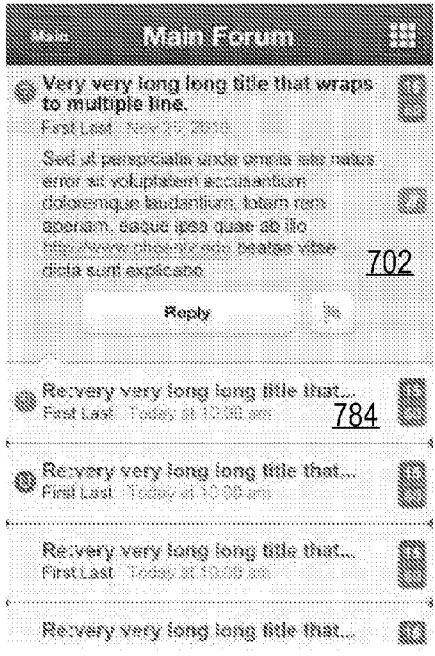 Main Main Forum
Very very long long title that wraps
to multiple line.
First Last Nov 29, 2010
Sed ut perspiciatis unde omnis iste natus
error sit voluptatem accusantium
doloremque laudantium, totam rem
aperiam, eaque ipsa quae ab illo
beatae vitae
dicta sunt explicabo
702
Reply
Re:very very long long title that...
First Last Today at 10:00 am
784
Re:very very long long title that...
First Last Today at 10:00 am
Re:very very long long title that...
First Last Today at 10:00 am
Re:very very long long title that...